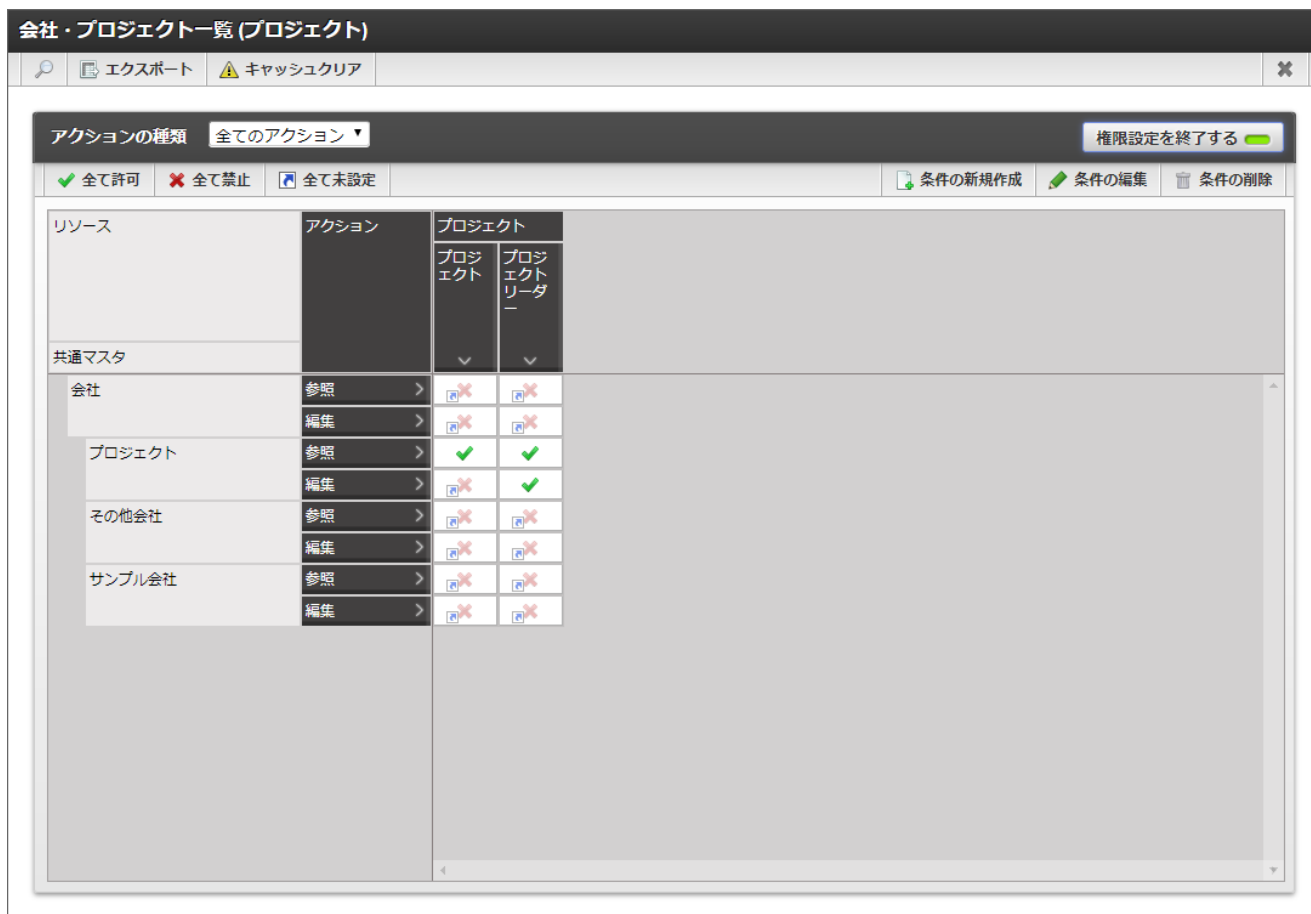 会社・プロジェクト一覧 (プロジェクト)
エクスポート キャッシュクリア
アクションの種類 全てのアクション 権限設定を終了する
全て許可 全て禁止 全て未設定 条件の新規作成 条件の編集 条件の削除
リソース アクション プロジェクト
プロジ プロジ
ェクト ェクト
リーダ
ー
共通マスタ
会社 参照
編集
プロジェクト 参照
編集
その他会社 参照
編集
サンプル会社 参照
編集